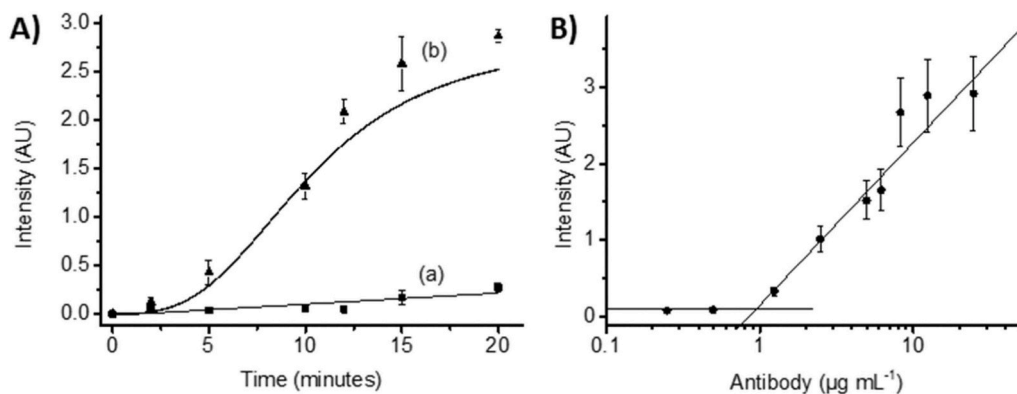 A)
3.0
2.5
2.0
1.5
1.0
0.5
0.0
Intensity (AU)
(b)
(a)
0 5 10 15 20
Time (minutes)
B)
3
2
1
0
Intensity (AU)
0.1 1 10
Antibody (µg mL⁻¹)